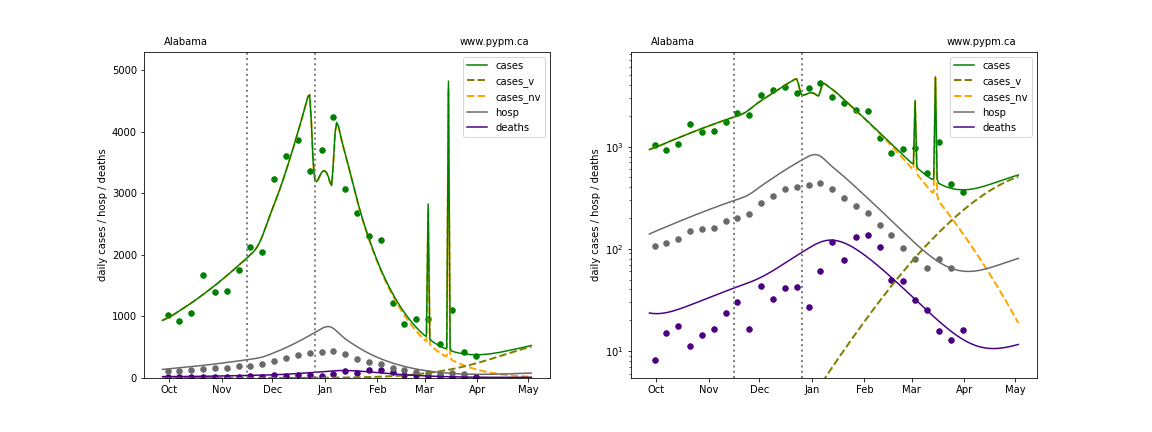 Alabama www.pypm.ca
cases
cases_v
cases_nv
hosp
deaths
daily cases / hosp / deaths
5000
4000
3000
2000
1000
0
Oct Nov Dec Jan Feb Mar Apr May
Alabama www.pypm.ca
cases
cases_v
cases_nv
hosp
deaths
daily cases / hosp / deaths
10³
10²
10¹
Oct Nov Dec Jan Feb Mar Apr May